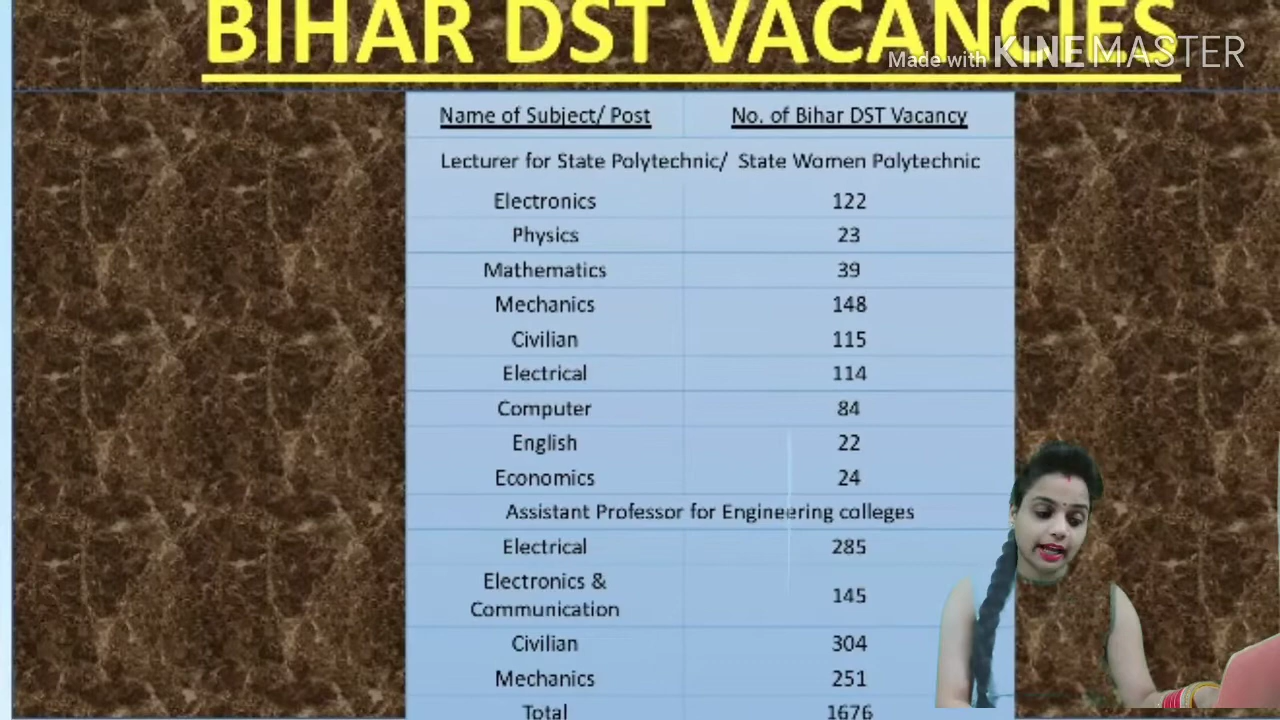 BIHAR DST VACANCIES
Made with KINEMASTER
Name of Subject/ Post No. of Bihar DST Vacancy
Lecturer for State Polytechnic/ State Women Polytechnic
Electronics 122
Physics 23
Mathematics 39
Mechanics 148
Civilian 115
Electrical 114
Computer 84
English 22
Economics 24
Assistant Professor for Engineering colleges
Electrical 285
Electronics &
Communication 145
Civilian 304
Mechanics 251
Total 1676